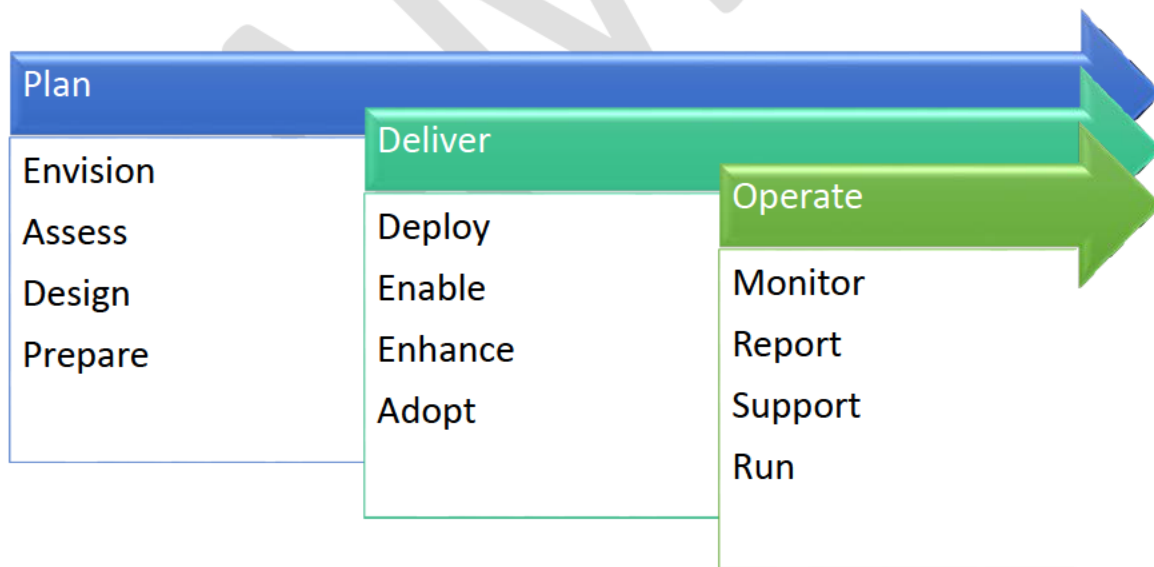 Plan
Envision
Assess
Design
Prepare
Deliver
Deploy
Enable
Enhance
Adopt
Operate
Monitor
Report
Support
Run